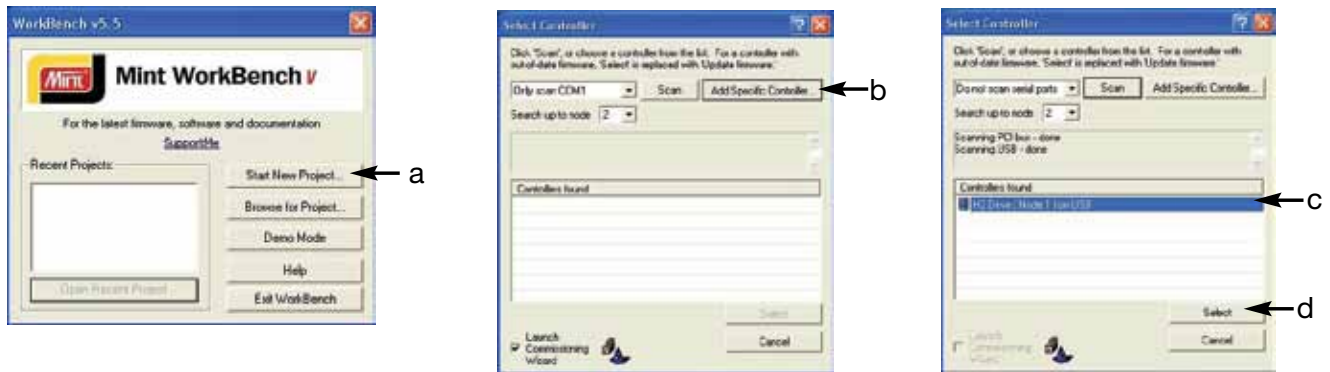 WorkBench v5.5
Mint
Mint WorkBench V
For the latest firmware, software and documentation
SupportMe
Recent Projects:
Start New Project...
Browse for Project...
Demo Mode
Help
Open Recent Project
Exit WorkBench
a
Select Controller
Click 'Scan', or choose a controller from the list. For a controller with
out-of-date firmware, 'Select' is replaced with 'Update firmware.'
Only scan COM1
Scan
Add Specific Controller...
b
Search up to node 2
Controllers found
Select
Launch
Commissioning
Wizard
Cancel
Select Controller
Click 'Scan', or choose a controller from the list. For a controller with
out-of-date firmware, 'Select' is replaced with 'Update firmware.'
Do not scan serial ports
Scan
Add Specific Controller...
Search up to node 2
Scanning PCI bus - done
Scanning USB - done
Controllers found
H2 Drive Node 1 on USB
c
Select
d
Launch
Commissioning
Wizard
Cancel